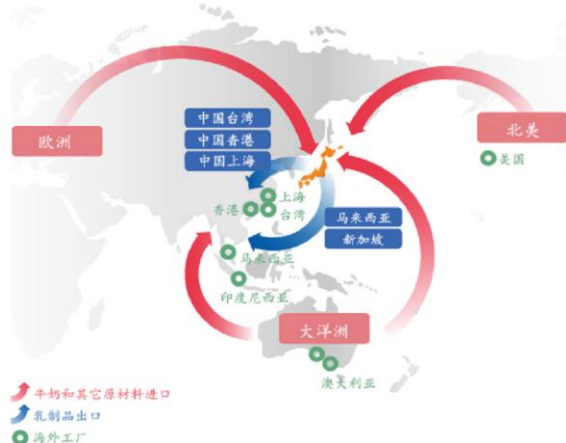 欧洲
中国台湾
中国香港
中国上海
北美
美国
上海
香港
台湾
马来西亚
新加坡
马来西亚
印度尼西亚
大洋洲
澳大利亚
牛奶和其它原材料进口
乳制品出口
海外工厂